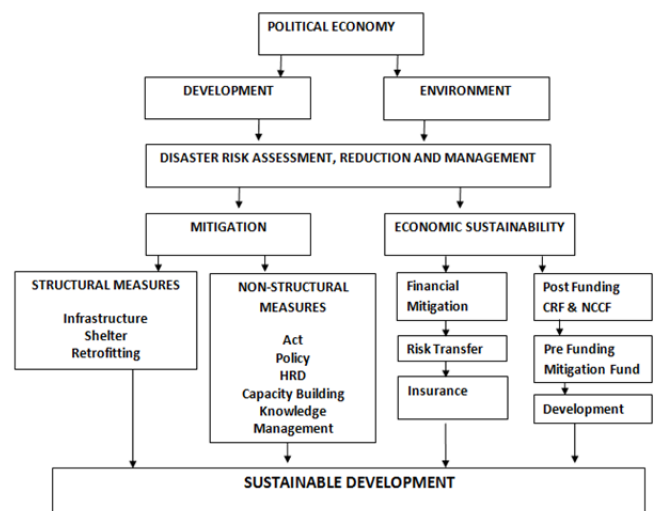 POLITICAL ECONOMY
DEVELOPMENT
ENVIRONMENT
DISASTER RISK ASSESSMENT, REDUCTION AND MANAGEMENT
MITIGATION
ECONOMIC SUSTAINABILITY
STRUCTURAL MEASURES
Infrastructure
Shelter
Retrofitting
NON-STRUCTURAL
MEASURES
Act
Policy
HRD
Capacity Building
Knowledge
Management
Financial
Mitigation
Risk Transfer
Insurance
Post Funding
CRF & NCCF
Pre Funding
Mitigation Fund
Development
SUSTAINABLE DEVELOPMENT